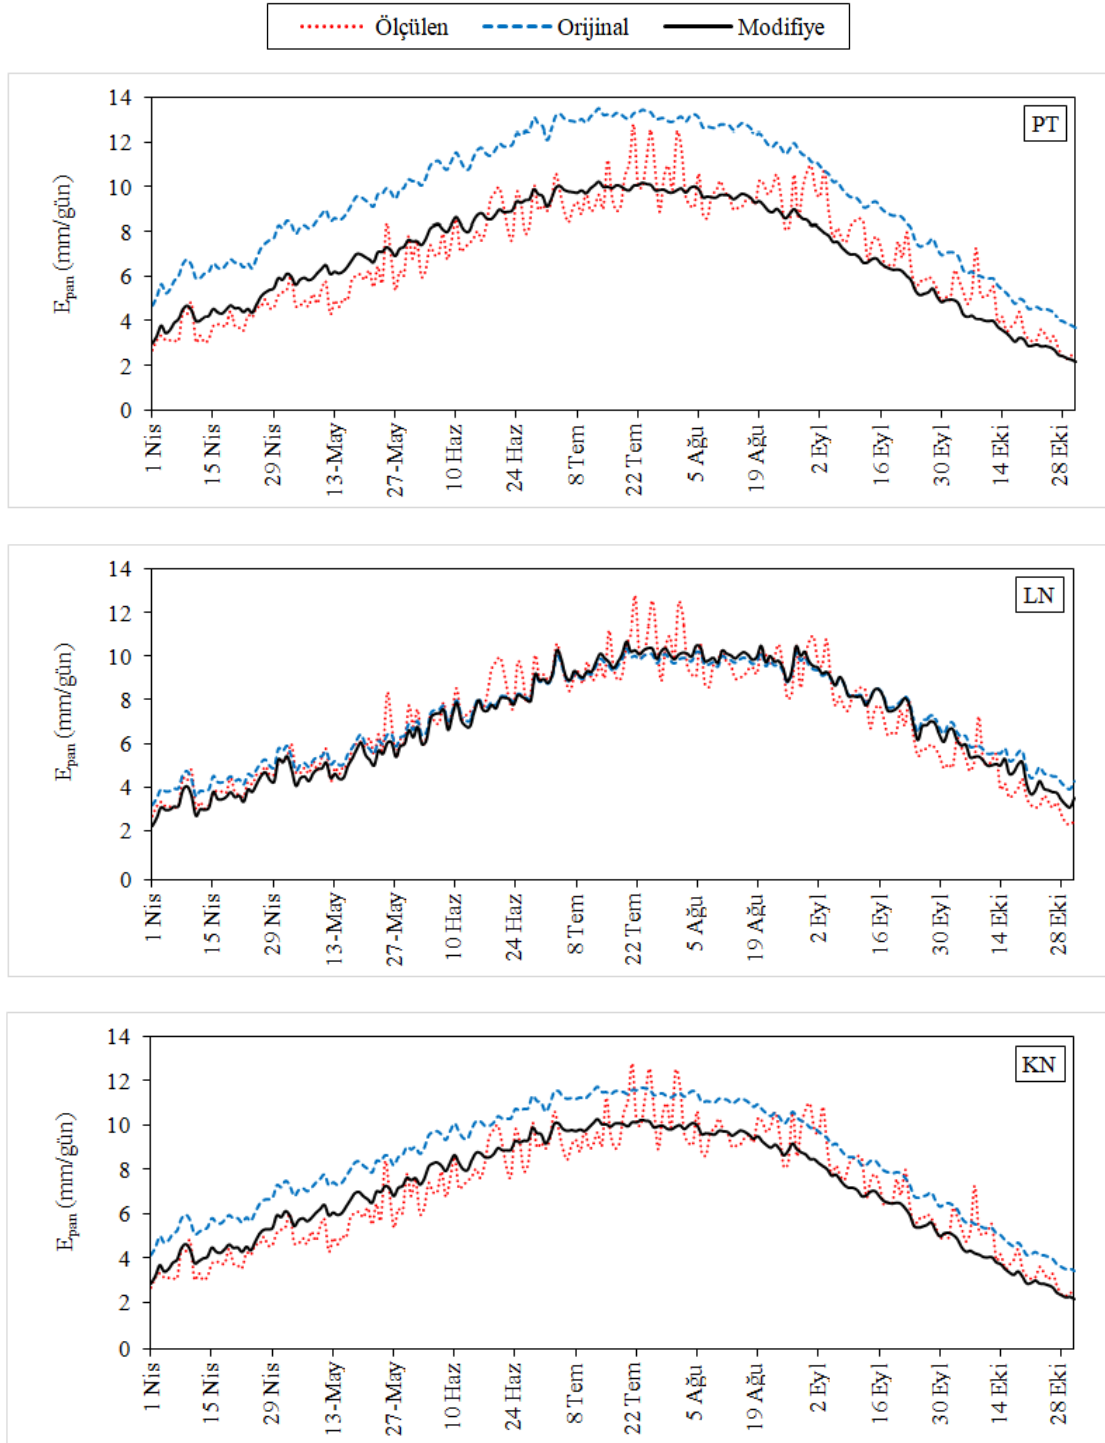 Ölçülen Orijinal Modifiye
PT
E_pan (mm/gün)
14
12
10
8
6
4
2
0
1 Nis 15 Nis 29 Nis 13-May 27-May 10 Haz 24 Haz 8 Tem 22 Tem 5 Ağu 19 Ağu 2 Eyl 16 Eyl 30 Eyl 14 Eki 28 Eki
LN
E_pan (mm/gün)
14
12
10
8
6
4
2
0
1 Nis 15 Nis 29 Nis 13-May 27-May 10 Haz 24 Haz 8 Tem 22 Tem 5 Ağu 19 Ağu 2 Eyl 16 Eyl 30 Eyl 14 Eki 28 Eki
KN
E_pan (mm/gün)
14
12
10
8
6
4
2
0
1 Nis 15 Nis 29 Nis 13-May 27-May 10 Haz 24 Haz 8 Tem 22 Tem 5 Ağu 19 Ağu 2 Eyl 16 Eyl 30 Eyl 14 Eki 28 Eki